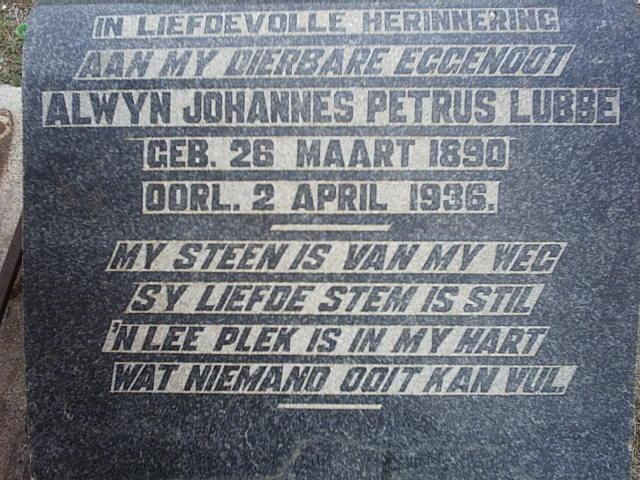 IN LIEFDEVOLLE HERINNERING
AAN MY DIERBARE EGGENOOT
ALWYN JOHANNES PETRUS LUBBE
GEB. 26 MAART 1890
OORL. 2 APRIL 1936.
MY STEEN IS VAN MY WEG
SY LIEFDE STEM IS STIL
'N LEE PLEK IS IN MY HART
WAT NIEMAND OOIT KAN VUL.